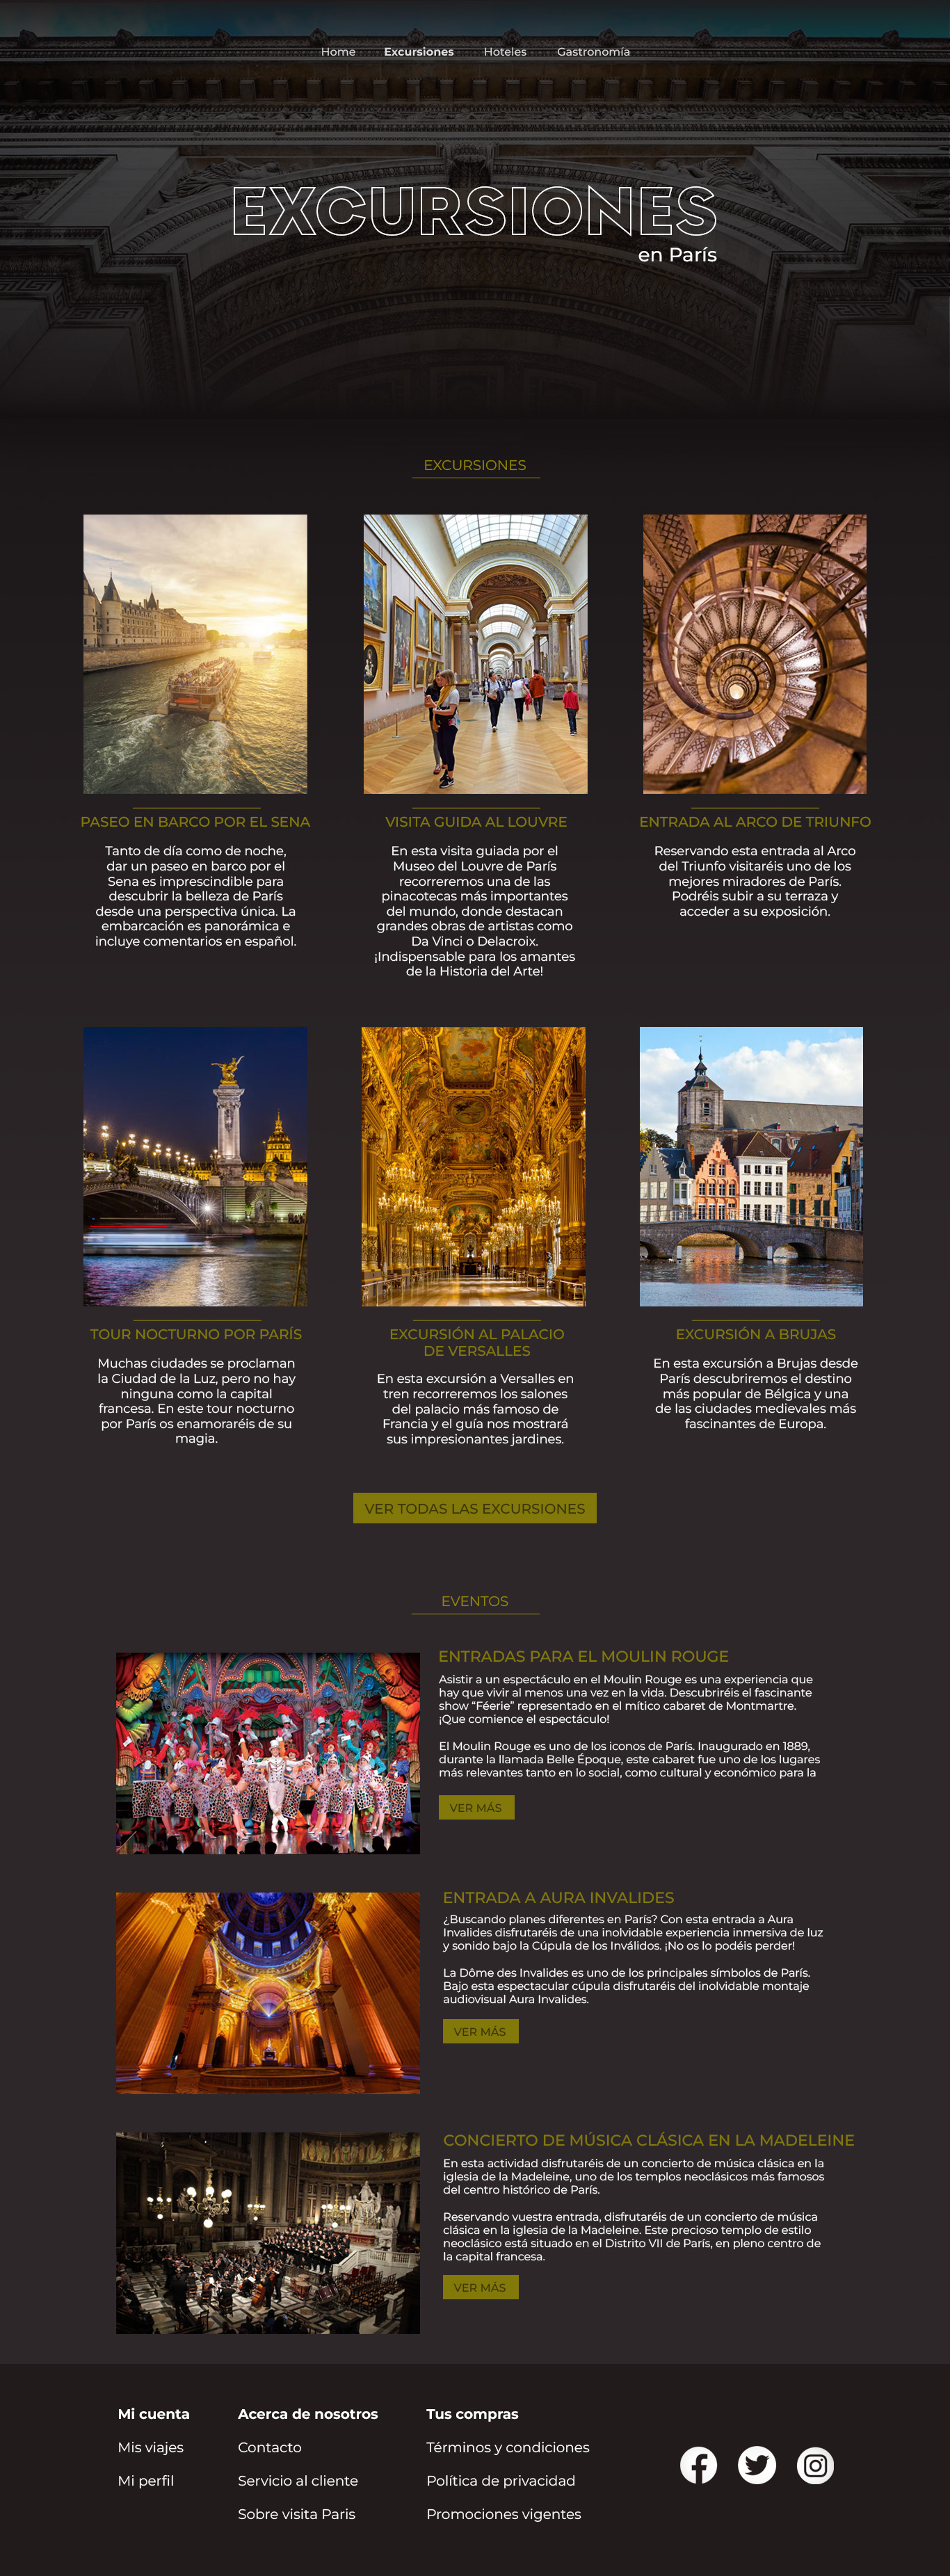 Home Excursiones Hoteles Gastronomía
EXCURSIONES
en París
EXCURSIONES
PASEO EN BARCO POR EL SENA
Tanto de día como de noche,
dar un paseo en barco por el
Sena es imprescindible para
descubrir la belleza de París
desde una perspectiva única. La
embarcación es panorámica e
incluye comentarios en español.
VISITA GUIDA AL LOUVRE
En esta visita guiada por el
Museo del Louvre de París
recorreremos una de las
pinacotecas más importantes
del mundo, donde destacan
grandes obras de artistas como
Da Vinci o Delacroix.
¡Indispensable para los amantes
de la Historia del Arte!
ENTRADA AL ARCO DE TRIUNFO
Reservando esta entrada al Arco
del Triunfo visitaréis uno de los
mejores miradores de París.
Podréis subir a su terraza y
acceder a su exposición.
TOUR NOCTURNO POR PARÍS
Muchas ciudades se proclaman
la Ciudad de la Luz, pero no hay
ninguna como la capital
francesa. En este tour nocturno
por París os enamoraréis de su
magia.
EXCURSIÓN AL PALACIO
DE VERSALLES
En esta excursión a Versalles en
tren recorreremos los salones
del palacio más famoso de
Francia y el guía nos mostrará
sus impresionantes jardines.
EXCURSIÓN A BRUJAS
En esta excursión a Brujas desde
París descubriremos el destino
más popular de Bélgica y una
de las ciudades medievales más
fascinantes de Europa.
VER TODAS LAS EXCURSIONES
EVENTOS
ENTRADAS PARA EL MOULIN ROUGE
Asistir a un espectáculo en el Moulin Rouge es una experiencia que
hay que vivir al menos una vez en la vida. Descubriréis el fascinante
show “Féerie” representado en el mítico cabaret de Montmartre.
¡Que comience el espectáculo!
El Moulin Rouge es uno de los iconos de París. Inaugurado en 1889,
durante la llamada Belle Époque, este cabaret fue uno de los lugares
más relevantes tanto en lo social, como cultural y económico para la
VER MÁS
ENTRADA A AURA INVALIDES
¿Buscando planes diferentes en París? Con esta entrada a Aura
Invalides disfrutaréis de una inolvidable experiencia inmersiva de luz
y sonido bajo la Cúpula de los Inválidos. ¡No os lo podéis perder!
La Dôme des Invalides es uno de los principales símbolos de París.
Bajo esta espectacular cúpula disfrutaréis del inolvidable montaje
audiovisual Aura Invalides.
VER MÁS
CONCIERTO DE MÚSICA CLÁSICA EN LA MADELEINE
En esta actividad disfrutaréis de un concierto de música clásica en la
iglesia de la Madeleine, uno de los templos neoclásicos más famosos
del centro histórico de París.
Reservando vuestra entrada, disfrutaréis de un concierto de música
clásica en la iglesia de la Madeleine. Este precioso templo de estilo
neoclásico está situado en el Distrito VII de París, en pleno centro de
la capital francesa.
VER MÁS
Mi cuenta
Mis viajes
Mi perfil
Acerca de nosotros
Contacto
Servicio al cliente
Sobre visita Paris
Tus compras
Términos y condiciones
Política de privacidad
Promociones vigentes